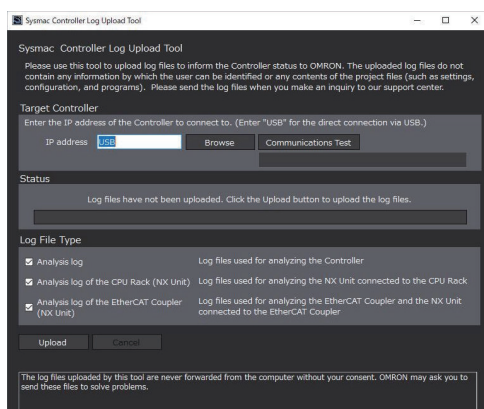 Sysmac Controller Log Upload Tool
Sysmac Controller Log Upload Tool
Please use this tool to upload log files to inform the Controller status to OMRON. The uploaded log files do not
contain any information by which the user can be identified or any contents of the project files (such as settings,
configuration, and programs). Please send the log files when you make an inquiry to our support center.
Target Controller
Enter the IP address of the Controller to connect to. (Enter "USB" for the direct connection via USB.)
IP address USB Browse Communications Test
Status
Log files have not been uploaded. Click the Upload button to upload the log files.
Log File Type
Analysis log Log files used for analyzing the Controller
Analysis log of the CPU Rack (NX Unit) Log files used for analyzing the NX Unit connected to the CPU Rack
Analysis log of the EtherCAT Coupler Log files used for analyzing the EtherCAT Coupler and the NX Unit
(NX Unit) connected to the EtherCAT Coupler
Upload Cancel
The log files uploaded by this tool are never forwarded from the computer without your consent. OMRON may ask you to
send these files to solve problems.